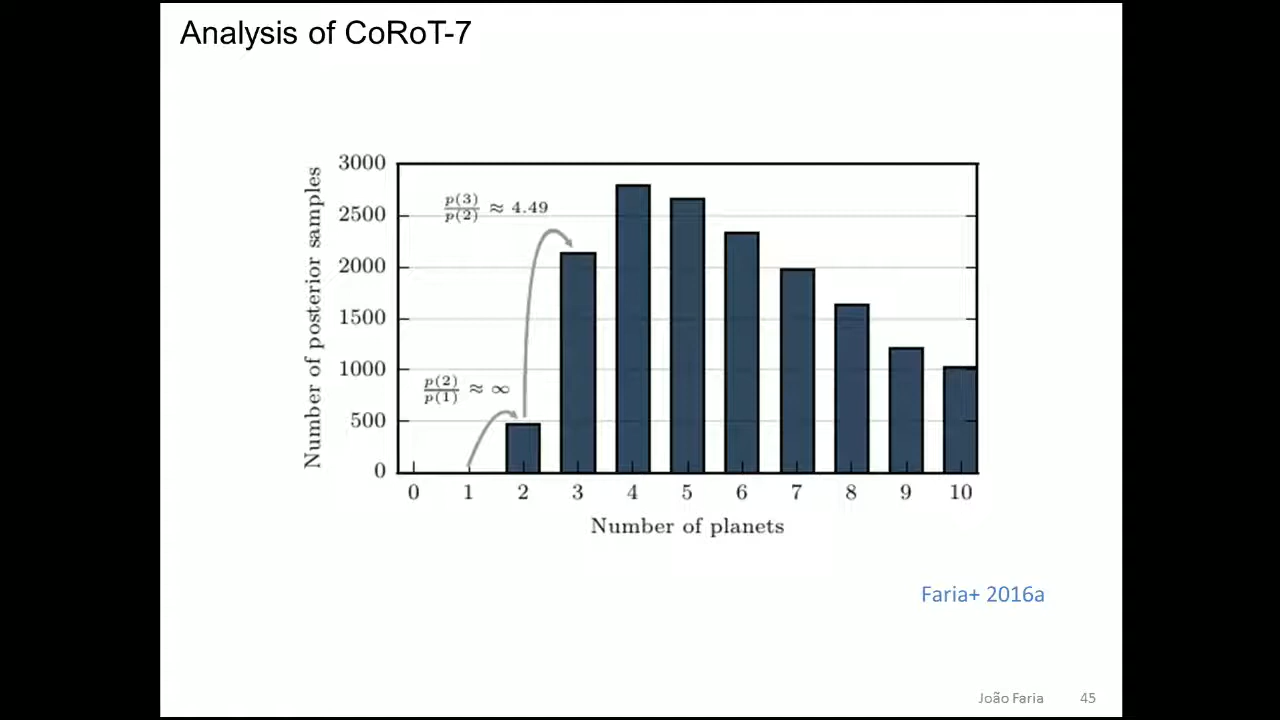 Analysis of CoRoT-7
Number of posterior samples
3000
2500
2000
1500
1000
500
0
p(3)/p(2) ≈ 4.49
p(2)/p(1) ≈ ∞
0 1 2 3 4 5 6 7 8 9 10
Number of planets
Faria+ 2016a
João Faria 45